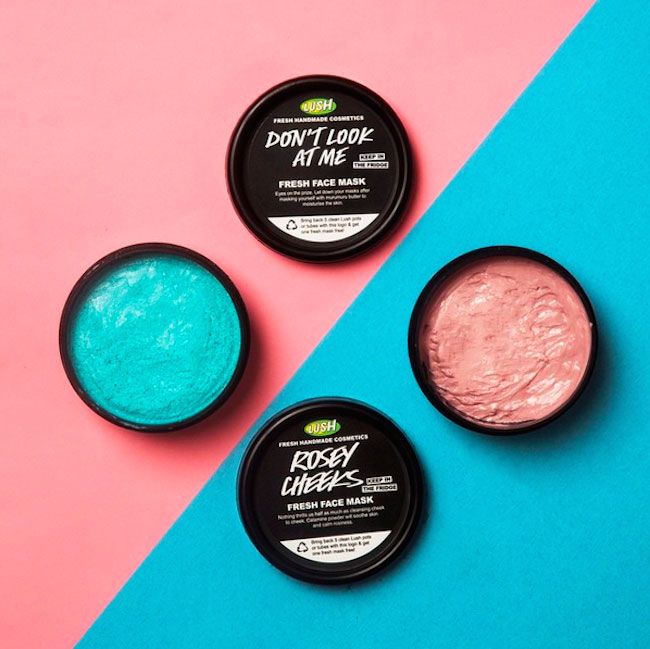 LUSH
FRESH HANDMADE COSMETICS
DON'T LOOK
AT ME
KEEP IN
THE FRIDGE
FRESH FACE MASK
Eyes on the prize. Let down your masks after
masking yourself with murumuru butter to
moisturise the skin.
Bring back 5 clean Lush pots
or tubes with this logo & get
one fresh mask free!
LUSH
FRESH HANDMADE COSMETICS
ROSEY
CHEEKS
KEEP IN
THE FRIDGE
FRESH FACE MASK
Nothing thrills us half as much as cleansing cheek
to cheek. Calamine powder will soothe skin
and calm rosiness.
Bring back 5 clean Lush pots
or tubes with this logo & get
one fresh mask free!